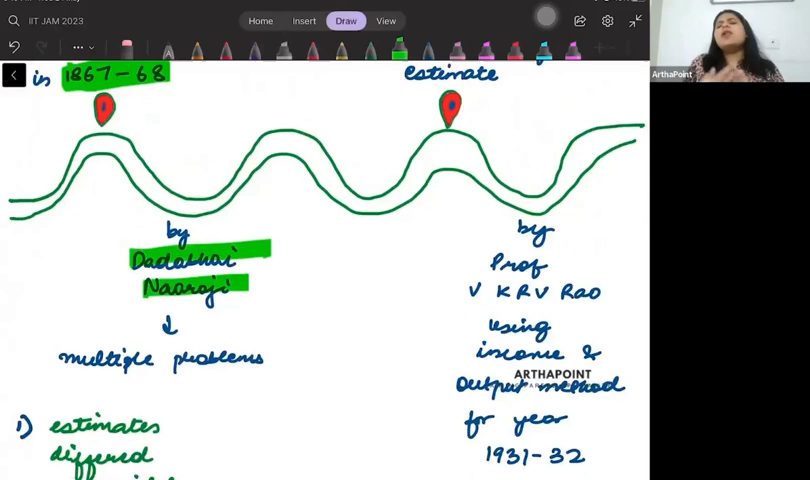 IIT JAM 2023
Home Insert Draw View
ArthaPoint
is 1867-68
estimate
by
Dadabhai
Naoroji
↓
multiple problems
by
Prof
V K R V Rao
using
income &
ARTHAPOINT
Output method
for year
1931-32
1) estimates
differed